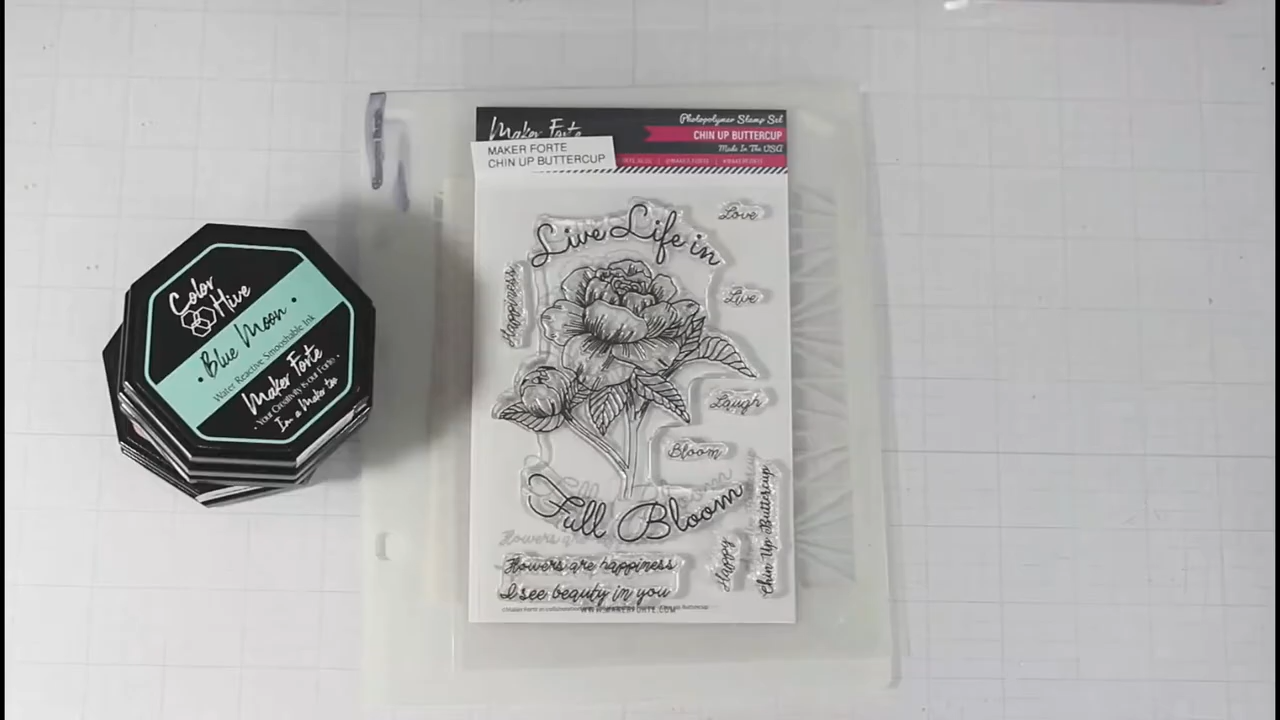 Color
Hive
• Blue Moon •
Water Reactive Smooshable Ink
Maker Forte
• Your Creativity is our Forte •
I'm a Maker too
Maker Forte
Photopolymer Stamp Set
CHIN UP BUTTERCUP
Made In The USA
MAKER FORTE
CHIN UP BUTTERCUP
Live Life in
Love
Happiness
Live
Laugh
Bloom
Full Bloom
Happy
Chin Up Buttercup
Flowers are
Flowers are happiness
I see beauty in you
WWW.MAKERFORTE.COM